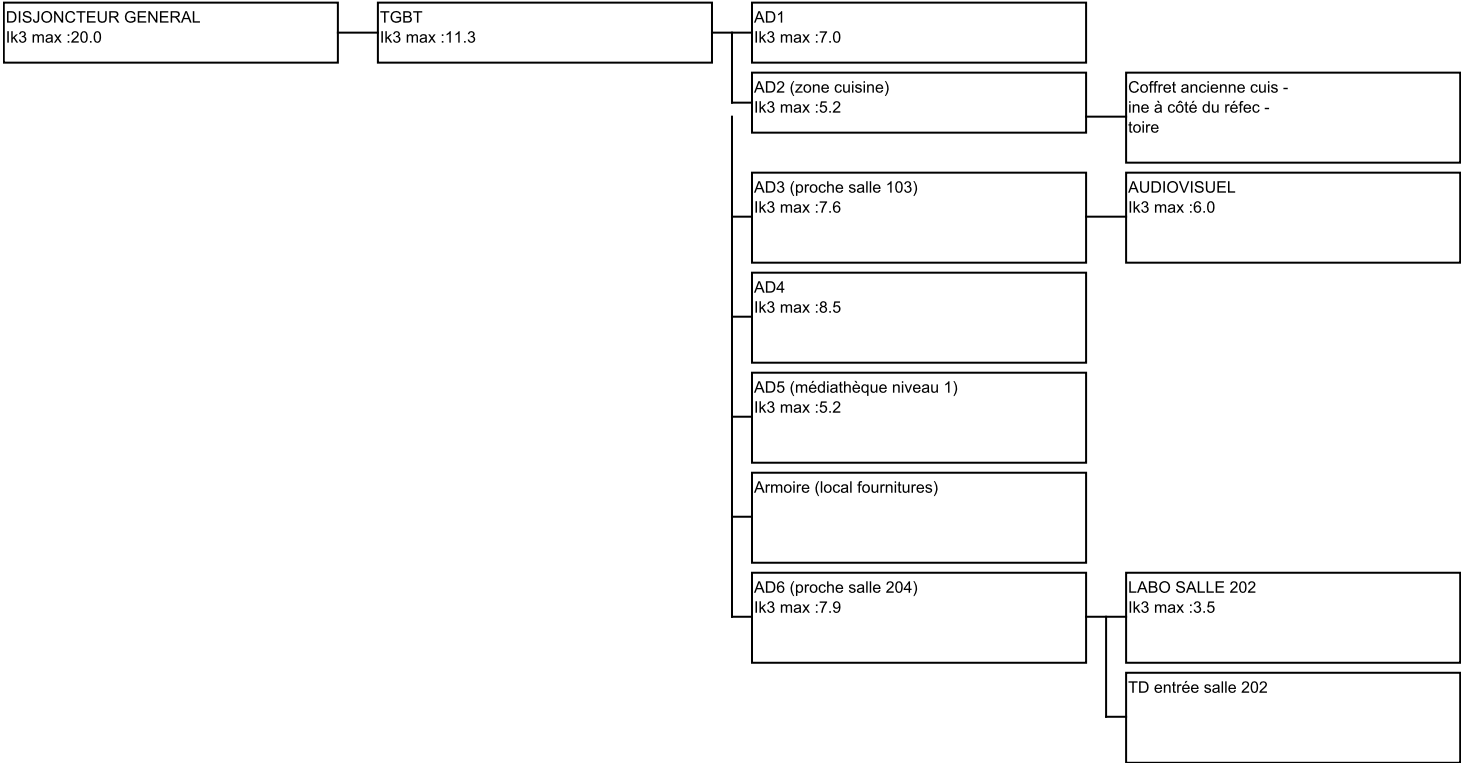 DISJONCTEUR GENERAL
Ik3 max :20.0
TGBT
Ik3 max :11.3
AD1
Ik3 max :7.0
AD2 (zone cuisine)
Ik3 max :5.2
Coffret ancienne cuis -
ine à côté du réfec -
toire
AD3 (proche salle 103)
Ik3 max :7.6
AUDIOVISUEL
Ik3 max :6.0
AD4
Ik3 max :8.5
AD5 (médiathèque niveau 1)
Ik3 max :5.2
Armoire (local fournitures)
AD6 (proche salle 204)
Ik3 max :7.9
LABO SALLE 202
Ik3 max :3.5
TD entrée salle 202